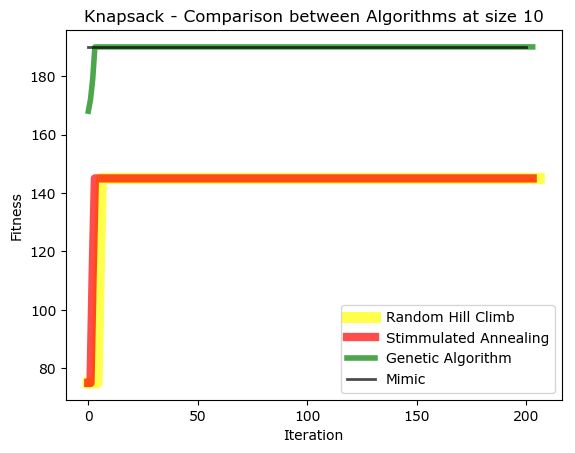 Knapsack - Comparison between Algorithms at size 10
Fitness
180
160
140
120
100
80
0
50
100
150
200
Iteration
Random Hill Climb
Stimmulated Annealing
Genetic Algorithm
Mimic